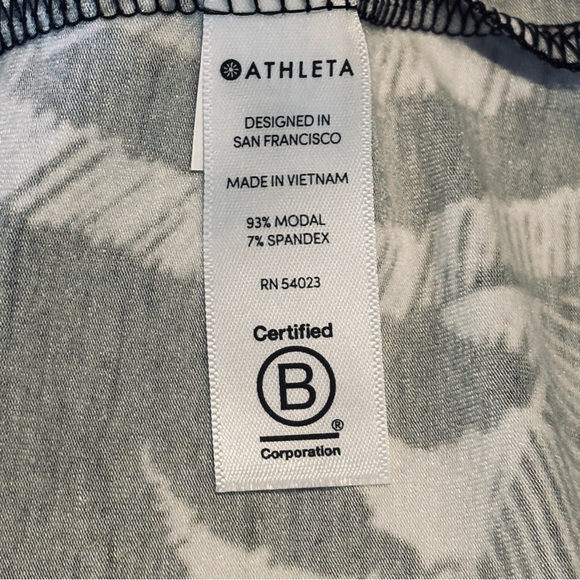 ATHLETA
DESIGNED IN
SAN FRANCISCO
MADE IN VIETNAM
93% MODAL
7% SPANDEX
RN 54023
Certified
B
®
Corporation